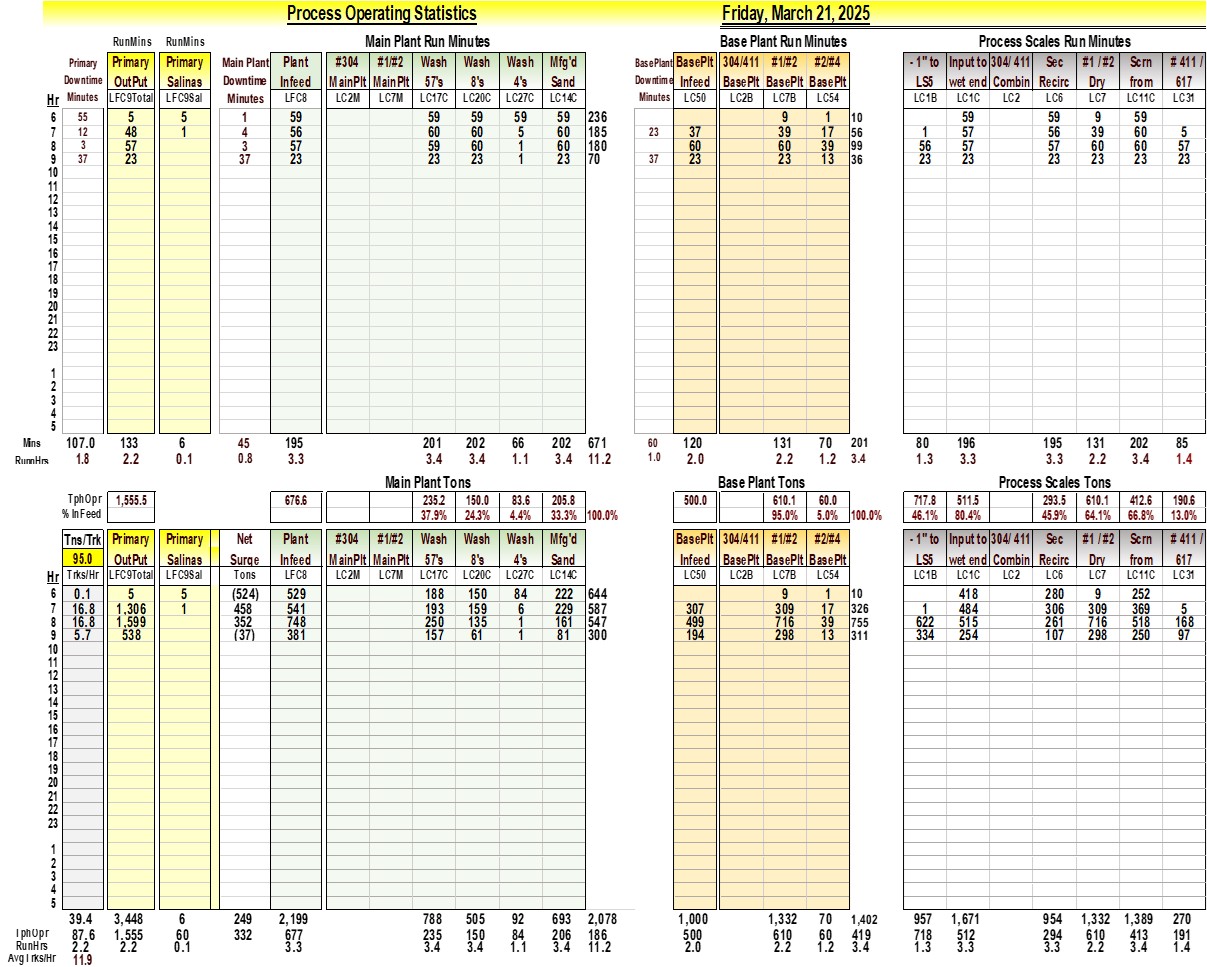 Process Operating Statistics Friday, March 21, 2025
RunMins RunMins Main Plant Run Minutes Base Plant Run Minutes Process Scales Run Minutes
Primary Primary Primary Main Plant Plant #304 #1/#2 Wash Wash Wash Mfg'd BasePlant BasePlt 304/411 #1/#2 #2/#4 - 1" to Input to 304/ 411 Sec #1 / #2 Scrn # 411 /
Downtime OutPut Salinas Downtime Infeed MainPlt MainPlt 57's 8's 4's Sand Downtime Infeed BasePlt BasePlt BasePlt LS5 wet end Combin Recirc Dry from 617
Hr Minutes LFC9Total LFC9Sal Minutes LFC8 LC2M LC7M LC17C LC20C LC27C LC14C Minutes LC50 LC2B LC7B LC54 LC1B LC1C LC2 LC6 LC7 LC11C LC31
6 55 5 5 1 59 59 59 59 59 236 9 1 10 59 59 9 59
7 12 48 1 4 56 60 60 5 60 185 23 37 39 17 56 1 57 56 39 60 5
8 3 57 3 57 59 60 1 60 180 60 60 39 99 56 57 57 60 60 57
9 37 23 37 23 23 23 1 23 70 37 23 23 13 36 23 23 23 23 23 23
10
11
12
13
14
15
16
17
18
19
20
21
22
23
1
2
3
4
5
Mins 107.0 133 6 45 195 201 202 66 202 671 60 120 131 70 201 80 196 195 131 202 85
RunnHrs 1.8 2.2 0.1 0.8 3.3 3.4 3.4 1.1 3.4 11.2 1.0 2.0 2.2 1.2 3.4 1.3 3.3 3.3 2.2 3.4 1.4
Main Plant Tons Base Plant Tons Process Scales Tons
TphOpr 1,555.5 676.6 235.2 150.0 83.6 205.8 500.0 610.1 60.0 717.8 511.5 293.5 610.1 412.6 190.6
% InFeed 37.9% 24.3% 4.4% 33.3% 100.0% 95.0% 5.0% 100.0% 46.1% 80.4% 45.9% 64.1% 66.8% 13.0%
Tns/Trk Primary Primary Net Plant #304 #1/#2 Wash Wash Wash Mfg'd BasePlt 304/411 #1/#2 #2/#4 - 1" to Input to 304/ 411 Sec #1 / #2 Scrn # 411 /
95.0 OutPut Salinas Surge Infeed MainPlt MainPlt 57's 8's 4's Sand Infeed BasePlt BasePlt BasePlt LS5 wet end Combin Recirc Dry from 617
Hr Trks/Hr LFC9Total LFC9Sal Tons LFC8 LC2M LC7M LC17C LC20C LC27C LC14C LC50 LC2B LC7B LC54 LC1B LC1C LC2 LC6 LC7 LC11C LC31
6 0.1 5 5 (524) 529 188 150 84 222 644 9 1 10 418 280 9 252
7 16.8 1,306 1 458 541 193 159 6 229 587 307 309 17 326 1 484 306 309 369 5
8 16.8 1,599 352 748 250 135 1 161 547 499 716 39 755 622 515 261 716 518 168
9 5.7 538 (37) 381 157 61 1 81 300 194 298 13 311 334 254 107 298 250 97
10
11
12
13
14
15
16
17
18
19
20
21
22
23
1
2
3
4
5
39.4 3,448 6 249 2,199 788 505 92 693 2,078 1,000 1,332 70 1,402 957 1,671 954 1,332 1,389 270
TphOpr 87.6 1,555 60 332 677 235 150 84 206 186 500 610 60 419 718 512 294 610 413 191
RunHrs 2.2 2.2 0.1 3.3 3.4 3.4 1.1 3.4 11.2 2.0 2.2 1.2 3.4 1.3 3.3 3.3 2.2 3.4 1.4
AvgTrks/Hr 11.9